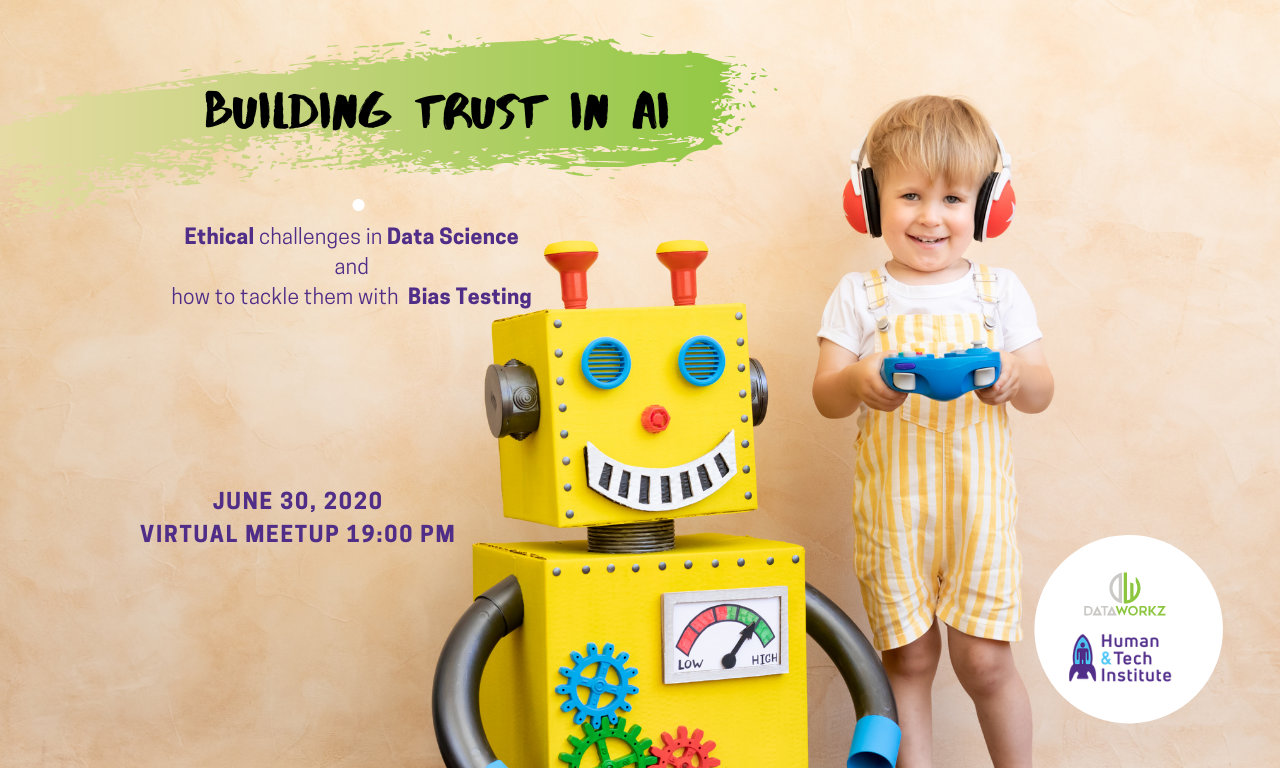 BUILDING TRUST IN AI
Ethical challenges in Data Science
and
how to tackle them with Bias Testing
JUNE 30, 2020
VIRTUAL MEETUP 19:00 PM
LOW HIGH
DATAWORKZ
Human
& Tech
Institute